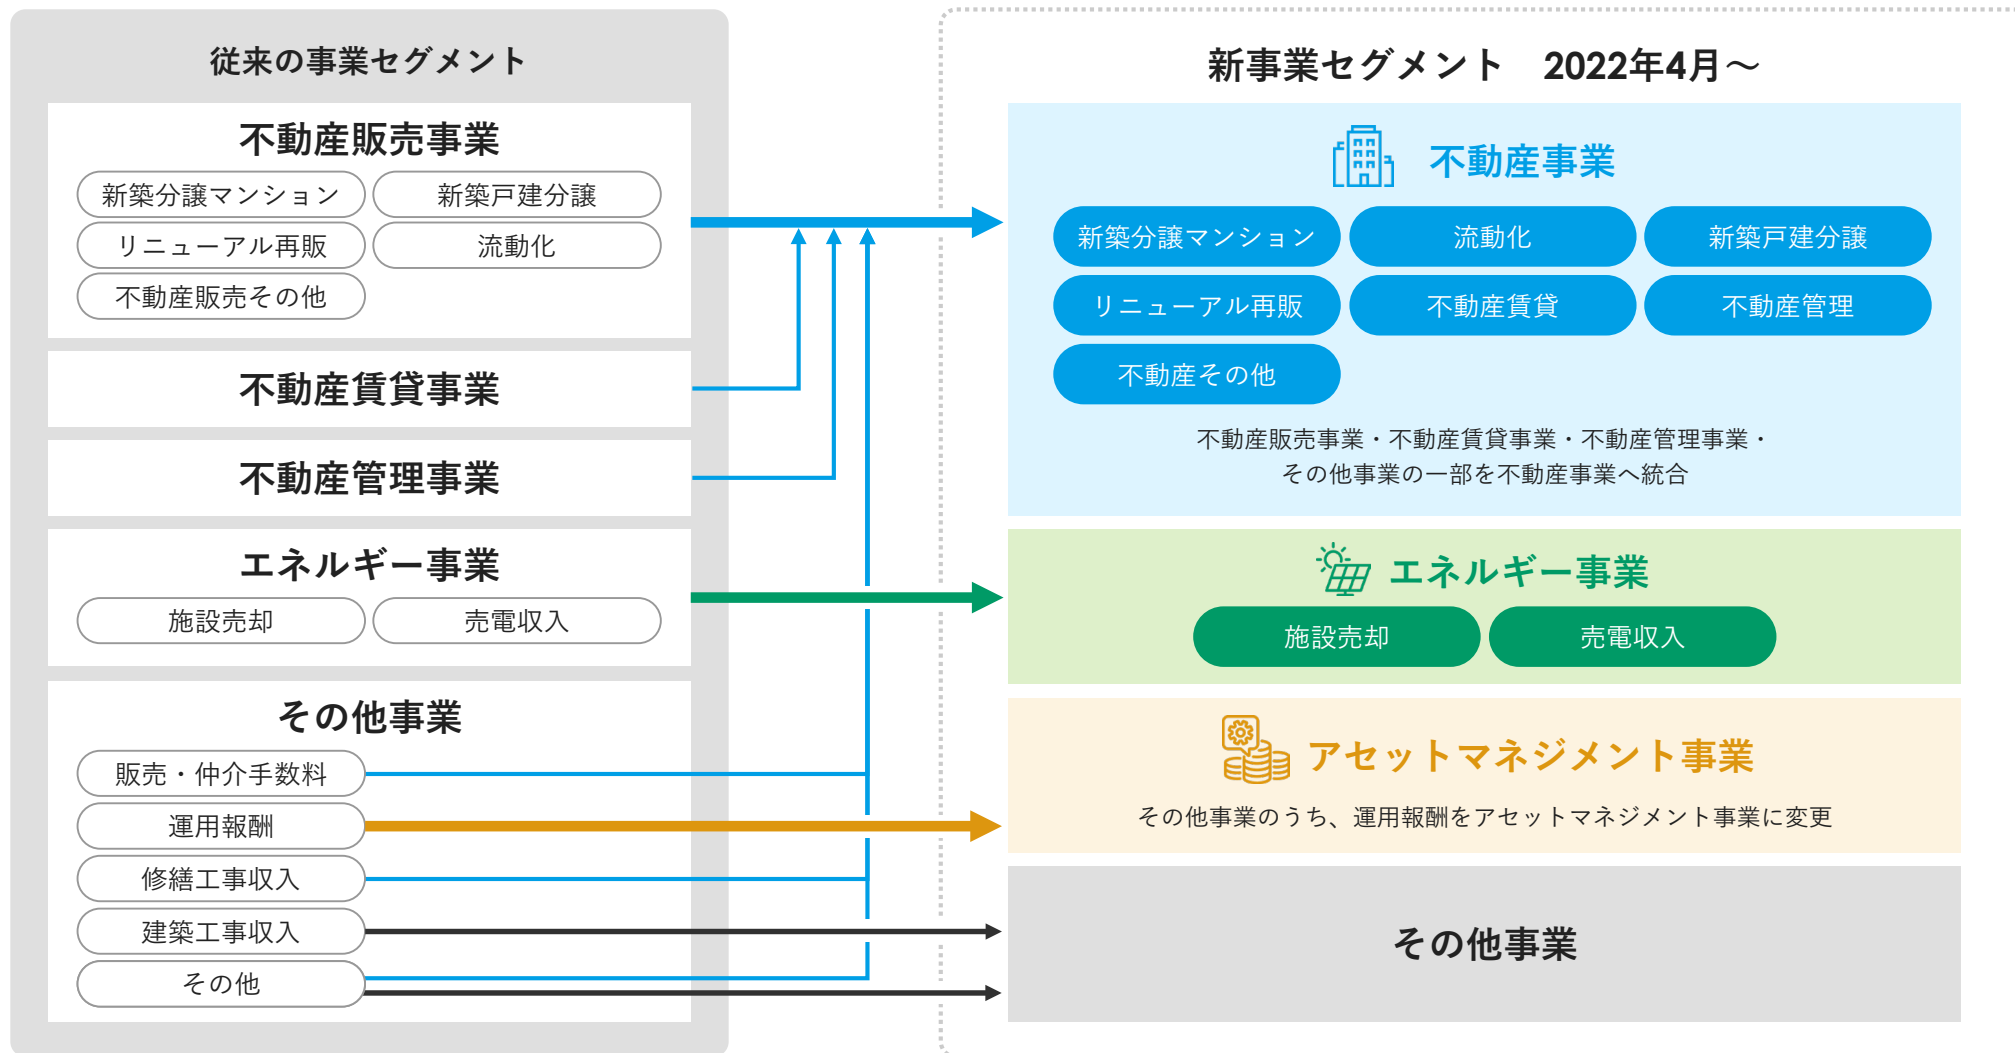 従来の事業セグメント
不動産販売事業
新築分譲マンション
新築戸建分譲
リニューアル再販
流動化
不動産販売その他
不動産賃貸事業
不動産管理事業
エネルギー事業
施設売却
売電収入
その他事業
販売・仲介手数料
運用報酬
修繕工事収入
建築工事収入
その他
新事業セグメント　2022年4月～
不動産事業
新築分譲マンション
流動化
新築戸建分譲
リニューアル再販
不動産賃貸
不動産管理
不動産その他
不動産販売事業・不動産賃貸事業・不動産管理事業・
その他事業の一部を不動産事業へ統合
エネルギー事業
施設売却
売電収入
アセットマネジメント事業
その他事業のうち、運用報酬をアセットマネジメント事業に変更
その他事業